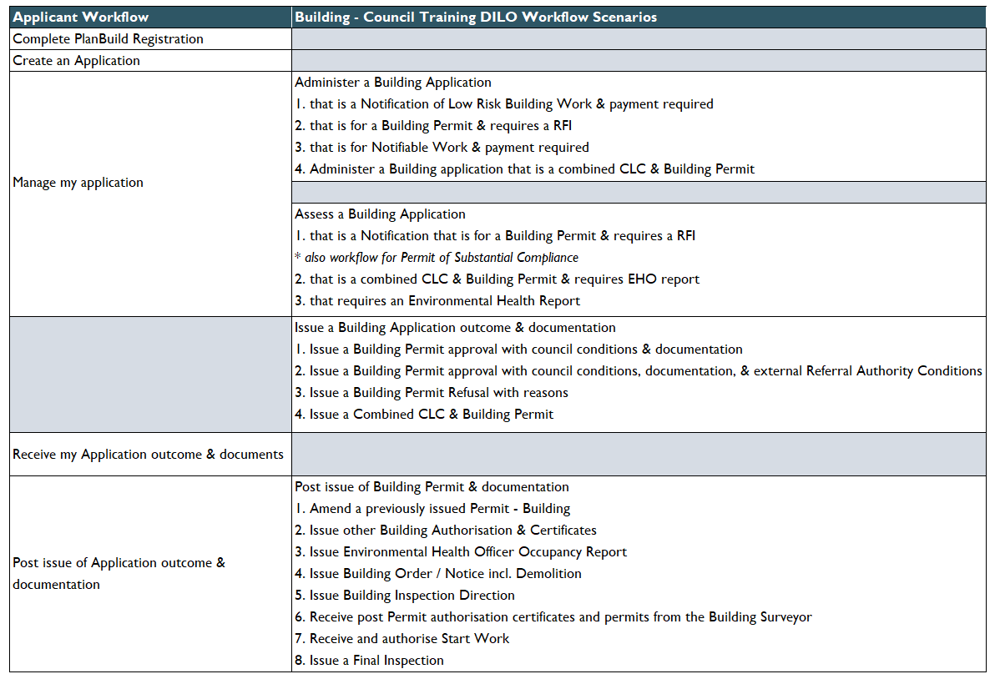 Applicant Workflow
Building - Council Training DILO Workflow Scenarios
Complete PlanBuild Registration
Create an Application
Manage my application
Administer a Building Application
1. that is a Notification of Low Risk Building Work & payment required
2. that is for a Building Permit & requires a RFI
3. that is for Notifiable Work & payment required
4. Administer a Building application that is a combined CLC & Building Permit
Assess a Building Application
1. that is a Notification that is for a Building Permit & requires a RFI
* also workflow for Permit of Substantial Compliance
2. that is a combined CLC & Building Permit & requires EHO report
3. that requires an Environmental Health Report
Issue a Building Application outcome & documentation
1. Issue a Building Permit approval with council conditions & documentation
2. Issue a Building Permit approval with council conditions, documentation, & external Referral Authority Conditions
3. Issue a Building Permit Refusal with reasons
4. Issue a Combined CLC & Building Permit
Receive my Application outcome & documents
Post issue of Application outcome &
documentation
Post issue of Building Permit & documentation
1. Amend a previously issued Permit - Building
2. Issue other Building Authorisation & Certificates
3. Issue Environmental Health Officer Occupancy Report
4. Issue Building Order / Notice incl. Demolition
5. Issue Building Inspection Direction
6. Receive post Permit authorisation certificates and permits from the Building Surveyor
7. Receive and authorise Start Work
8. Issue a Final Inspection